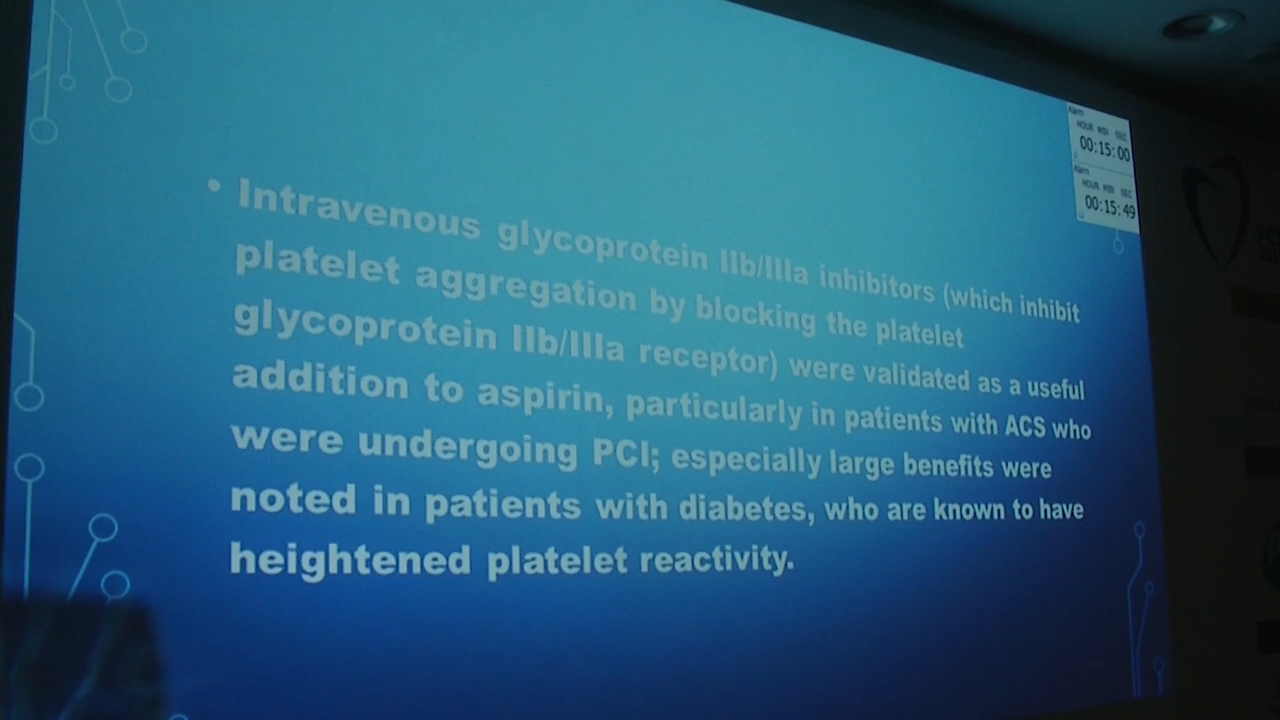 • Intravenous glycoprotein IIb/IIIa inhibitors (which inhibit
platelet aggregation by blocking the platelet
glycoprotein IIb/IIIa receptor) were validated as a useful
addition to aspirin, particularly in patients with ACS who
were undergoing PCI; especially large benefits were
noted in patients with diabetes, who are known to have
heightened platelet reactivity.
Alarm
HOUR MIN SEC
00:15:00
Alarm
HOUR MIN SEC
00:15:49